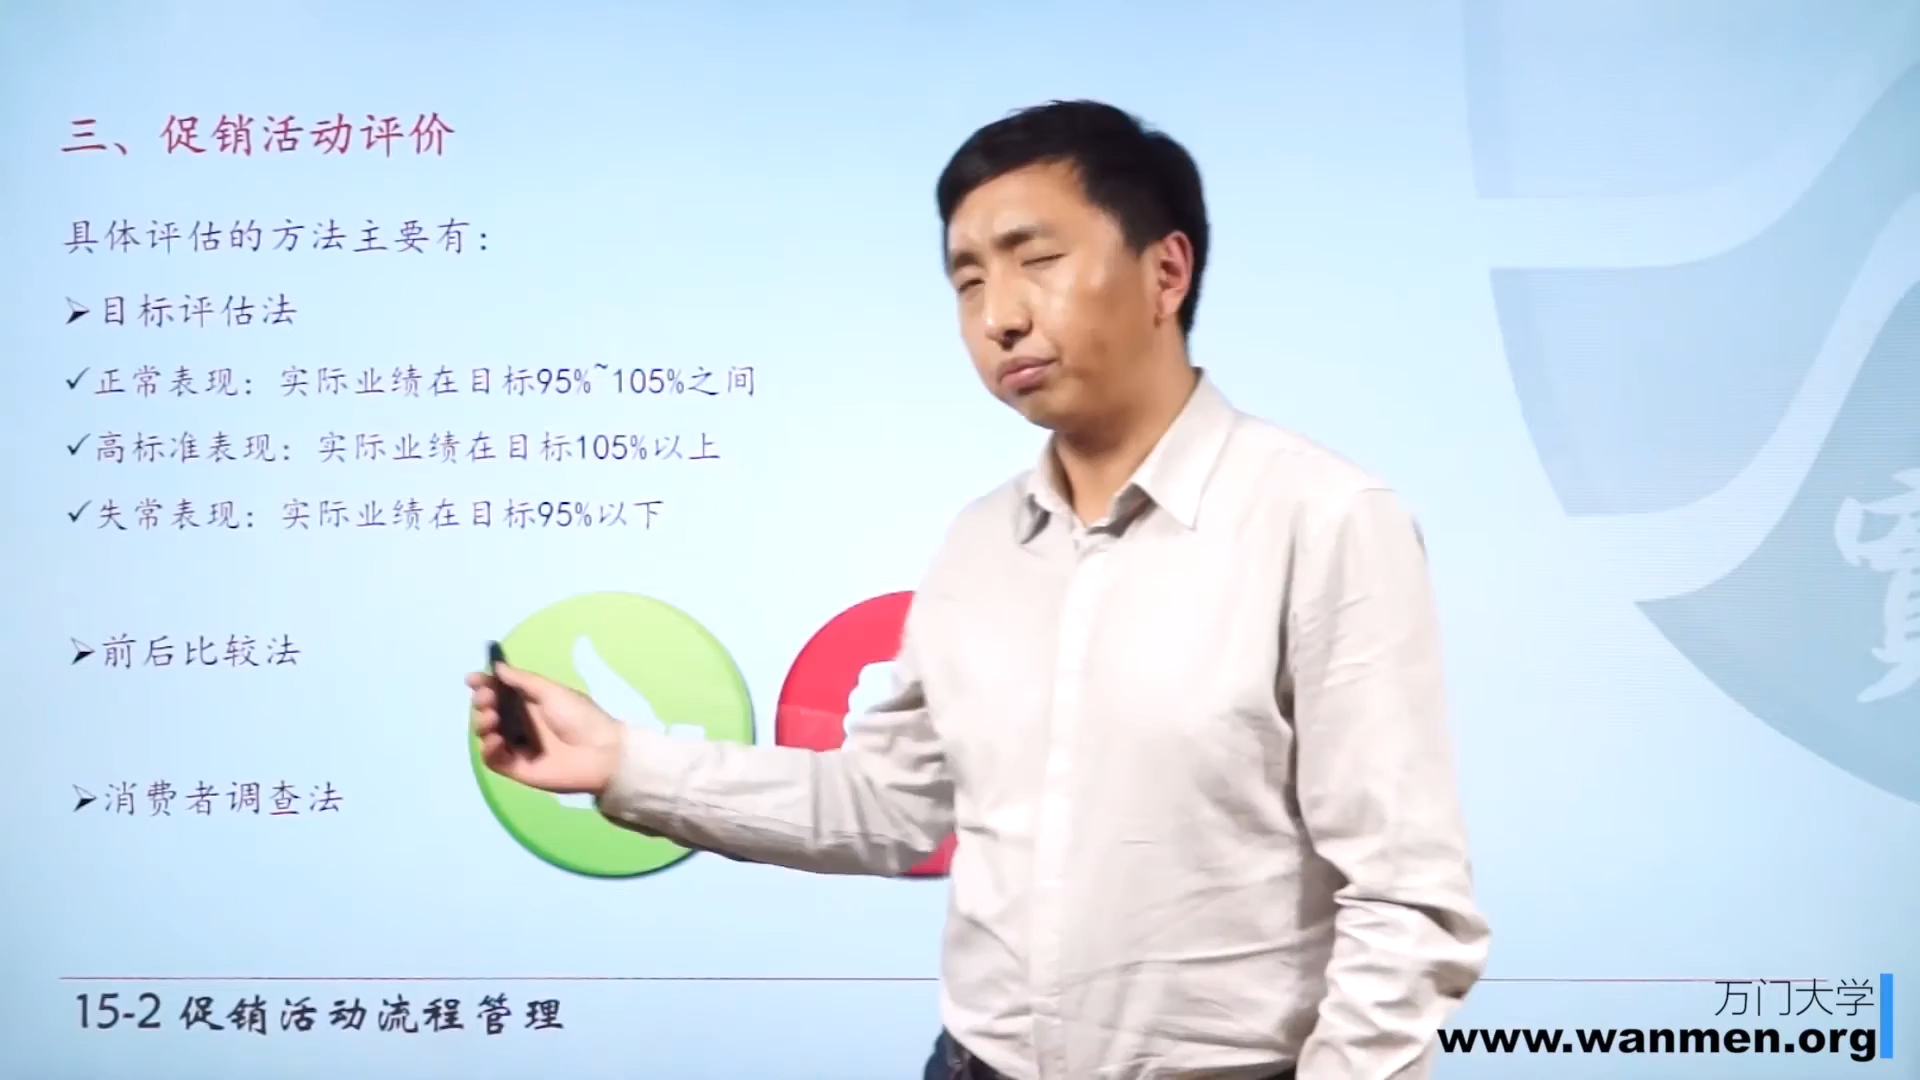 三、促销活动评价
具体评估的方法主要有：
➢目标评估法
✓正常表现：实际业绩在目标95%~105%之间
✓高标准表现：实际业绩在目标105%以上
✓失常表现：实际业绩在目标95%以下
➢前后比较法
➢消费者调查法
15-2 促销活动流程管理
万门大学
www.wanmen.org